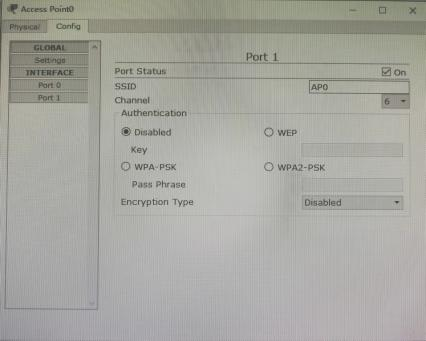 Access Point0
Physical Config
GLOBAL
Settings
INTERFACE
Port 0
Port 1
Port 1
Port Status On
SSID AP0
Channel 6
Authentication
Disabled WEP
Key
WPA-PSK WPA2-PSK
Pass Phrase
Encryption Type Disabled